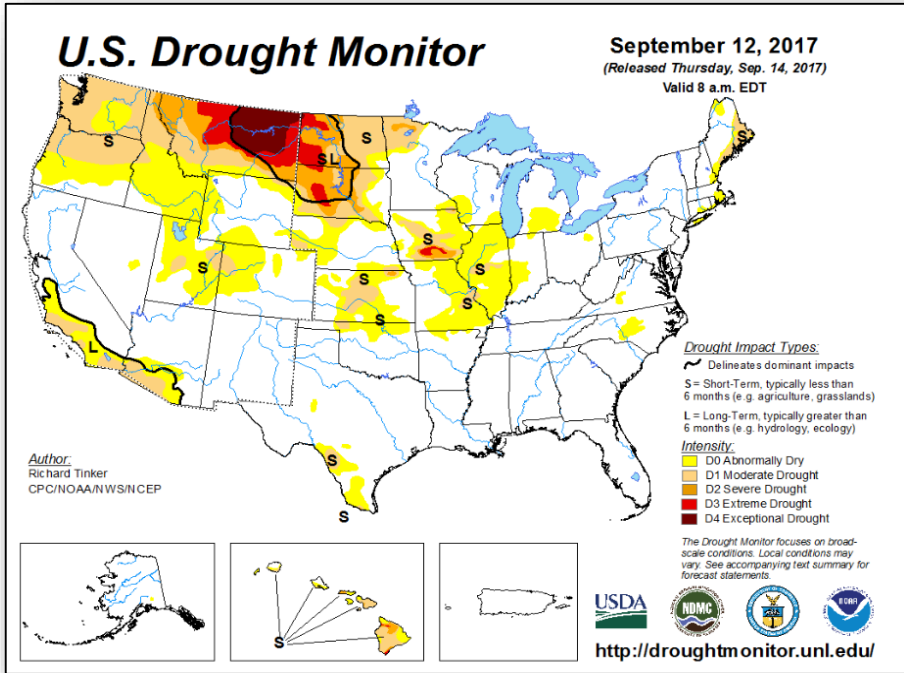 U.S. Drought Monitor
September 12, 2017
(Released Thursday, Sep. 14, 2017)
Valid 8 a.m. EDT
S
S
S L
S
S
S
S
S
S
S
L
S
S
Drought Impact Types:
Delineates dominant impacts
S = Short-Term, typically less than
6 months (e.g. agriculture, grasslands)
L = Long-Term, typically greater than
6 months (e.g. hydrology, ecology)
Intensity:
D0 Abnormally Dry
D1 Moderate Drought
D2 Severe Drought
D3 Extreme Drought
D4 Exceptional Drought
Author:
Richard Tinker
CPC/NOAA/NWS/NCEP
The Drought Monitor focuses on broad-
scale conditions. Local conditions may
vary. See accompanying text summary for
forecast statements.
S
USDA
NDMC
NOAA
http://droughtmonitor.unl.edu/